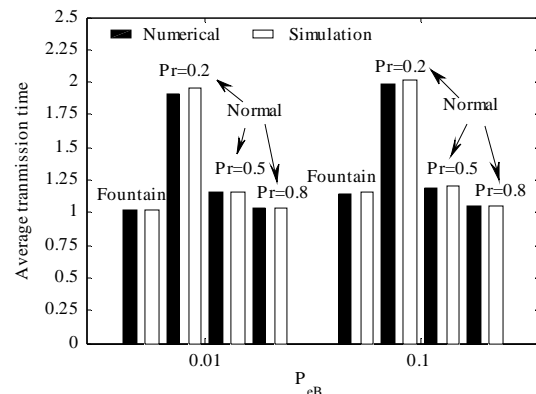 2.5
2.25
2
1.75
1.5
1.25
1
0.75
0.5
0.25
0
Average tranmission time
Numerical
Simulation
Pr=0.2
Normal
Pr=0.5
Fountain
Pr=0.8
Pr=0.2
Normal
Pr=0.5
Fountain
Pr=0.8
0.01
0.1
P_eB